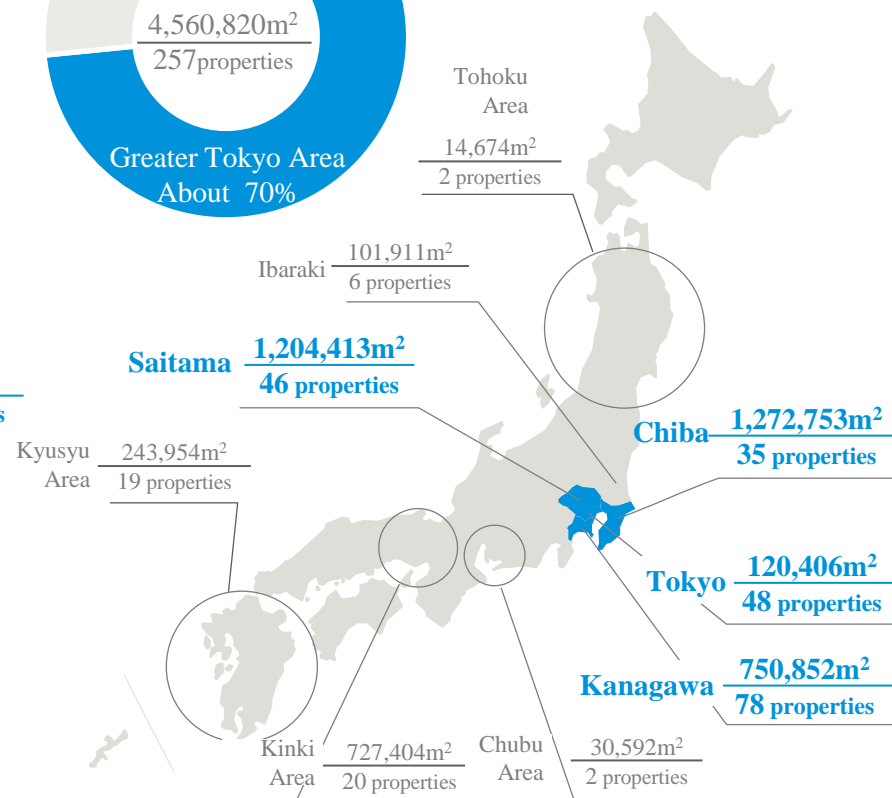 4,560,820m²
257properties
Greater Tokyo Area
About 70%
Tohoku
Area
14,674m²
2 properties
Ibaraki
101,911m²
6 properties
Saitama
1,204,413m²
46 properties
s
Chiba
1,272,753m²
35 properties
Kyusyu
Area
243,954m²
19 properties
Tokyo
120,406m²
48 properties
Kanagawa
750,852m²
78 properties
Kinki
Area
727,404m²
20 properties
Chubu
Area
30,592m²
2 properties